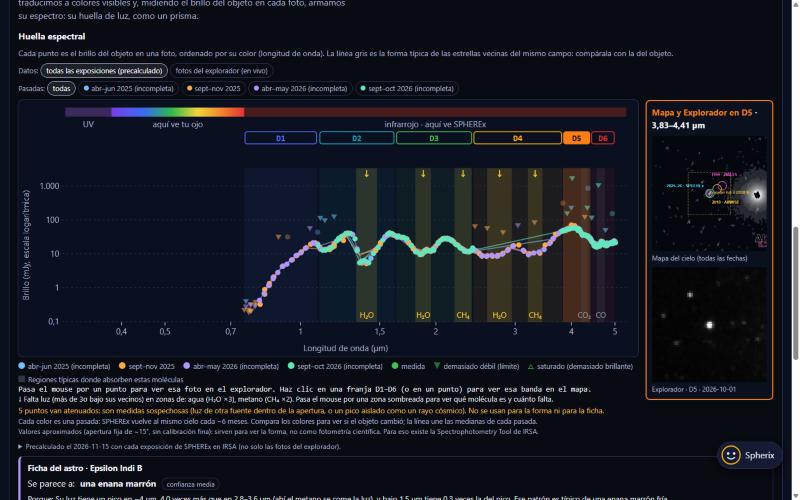 traducimos a colores visibles y, midiendo el brillo del objeto en cada foto, armamos
su espectro: su huella de luz, como un prisma.
Huella espectral
Cada punto es el brillo del objeto en una foto, ordenado por su color (longitud de onda). La línea gris es la forma típica de las estrellas vecinas del mismo campo: compárala con la del objeto.
Datos: todas las exposiciones (precalculado) fotos del explorador (en vivo)
Pasadas: todas abr–jun 2025 (incompleta) sept–nov 2025 abr–may 2026 (incompleta) sept–oct 2026 (incompleta)
UV aquí ve tu ojo infrarrojo - aquí ve SPHEREx
D1 D2 D3 D4 D5 D6
↓ ↓ ↓ ↓ ↓
1.000
100
10
1
0,1
Brillo (mJy, escala logarítmica)
H₂O H₂O CH₄ H₂O CH₄ CO₂ CO
0,4 0,5 0,7 1 1,5 2 3 4 5
Longitud de onda (µm)
abr–jun 2025 (incompleta) sept–nov 2025 abr–may 2026 (incompleta) sept–oct 2026 (incompleta) medida demasiado débil (límite) saturado (demasiado brillante)
Regiones típicas donde absorben estas moléculas
Pasa el mouse por un punto para ver esa foto en el explorador. Haz clic en una franja D1–D6 (o en un punto) para ver esa banda en el mapa.
↓ Falta luz (más de 3σ bajo sus vecinos) en zonas de: agua (H₂O ×3), metano (CH₄ ×2). Pasa el mouse por una zona sombreada para ver qué molécula es y cuánto falta.
5 puntos van atenuados: son medidas sospechosas (luz de otra fuente dentro de la apertura, o un pico aislado como un rayo cósmico). No se usan para la forma ni para la ficha.
Cada color es una pasada: SPHEREx vuelve al mismo cielo cada ~6 meses. Compara los colores para ver si el objeto cambió; la línea une las medianas de cada pasada.
Valores aproximados (apertura fija de ~15″, sin calibración fina): sirven para ver la forma, no como fotometría científica. Para eso existe la Spectrophotometry Tool de IRSA.
▸ Precalculado el 2026-11-15 con cada exposición de SPHEREx en IRSA (no solo las fotos del explorador).
Ficha del astro · Epsilon Indi B
Se parece a: una enana marrón confianza media
Mapa y Explorador en D5 ·
3,83–4,41 µm
Mapa del cielo (todas las fechas)
Explorador · D5 · 2026-10-01
Spherix